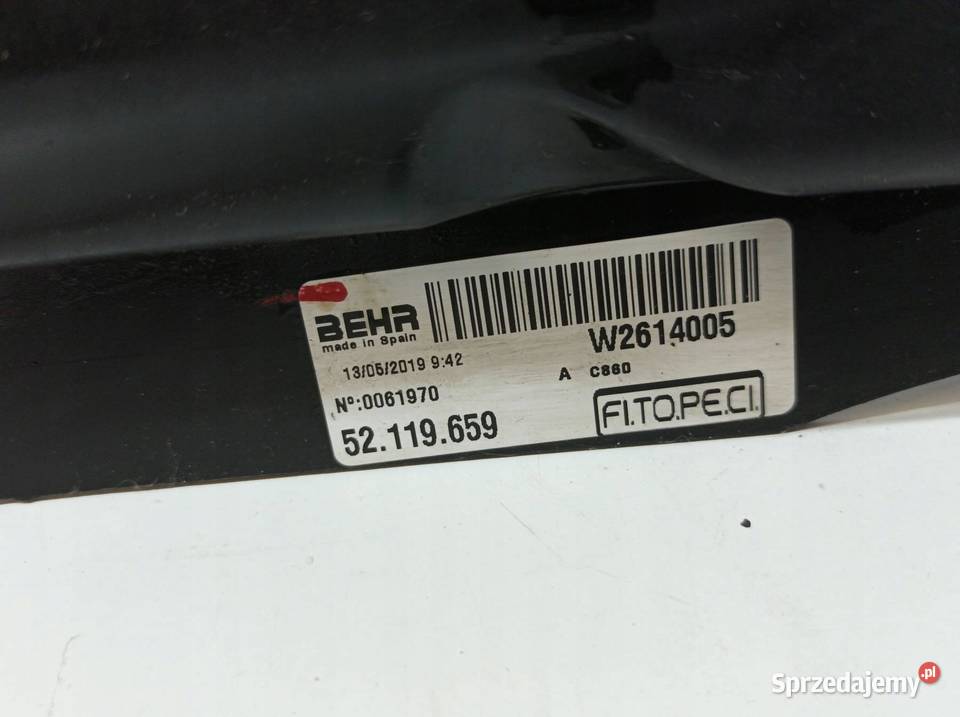 BEHR
made in Spain
W2614005
13/05/2019 9:42
A C860
Nº:0061970
FI.TO.PE.CI.
52.119.659
Sprzedajemy.pl